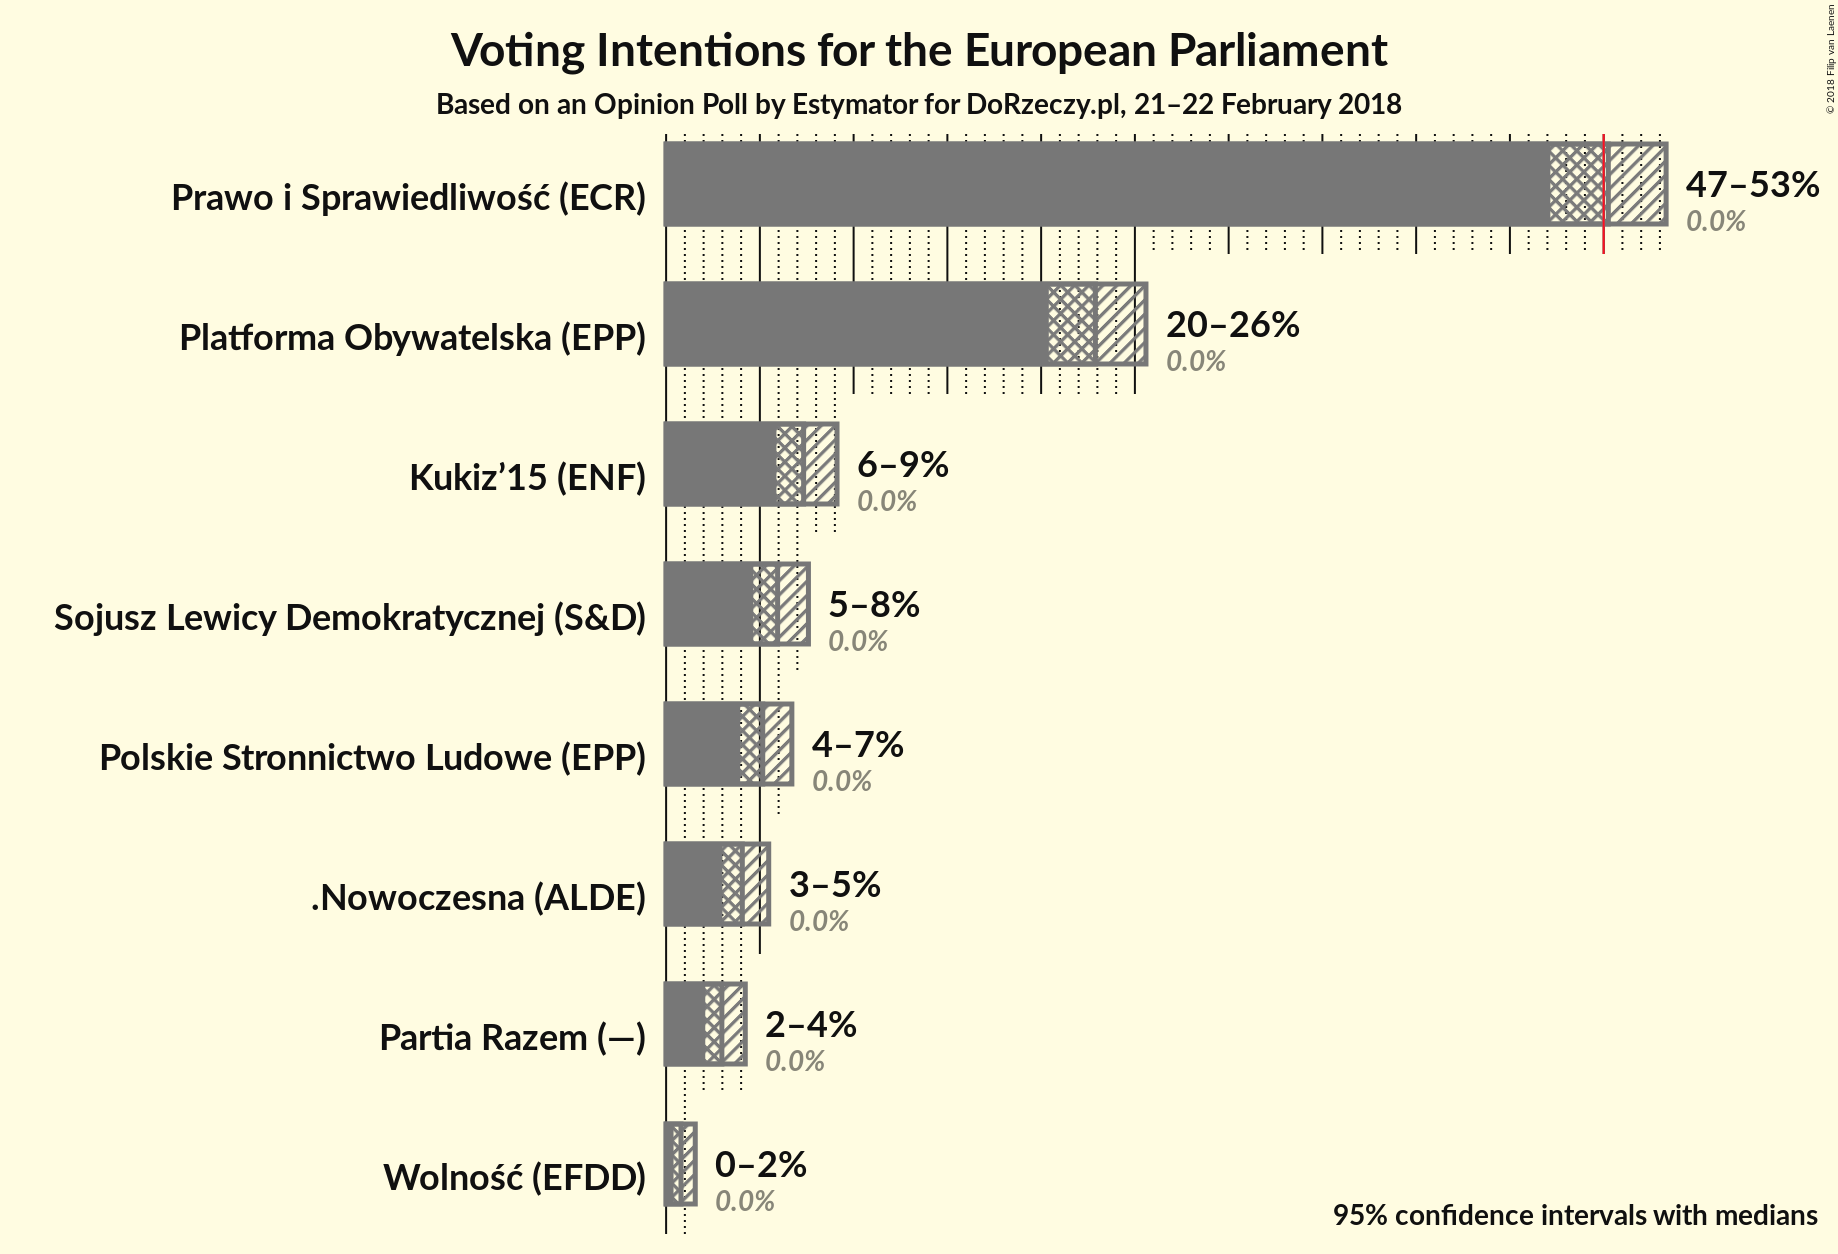 Voting Intentions for the European Parliament
Based on an Opinion Poll by Estymator for DoRzeczy.pl, 21–22 February 2018
© 2018 Filip van Laenen
Prawo i Sprawiedliwość (ECR)
47–53%
0.0%
Platforma Obywatelska (EPP)
20–26%
0.0%
Kukiz’15 (ENF)
6–9%
0.0%
Sojusz Lewicy Demokratycznej (S&D)
5–8%
0.0%
Polskie Stronnictwo Ludowe (EPP)
4–7%
0.0%
.Nowoczesna (ALDE)
3–5%
0.0%
Partia Razem (—)
2–4%
0.0%
Wolność (EFDD)
0–2%
0.0%
95% confidence intervals with medians